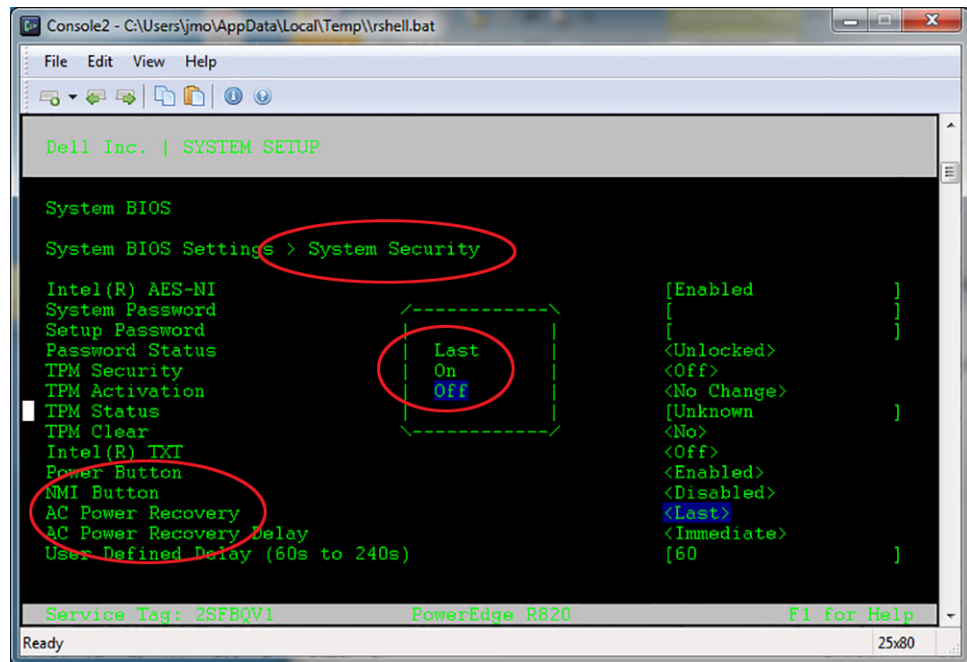 Console2 - C:\Users\jmo\AppData\Local\Temp\\rshell.bat
File Edit View Help
Dell Inc. | SYSTEM SETUP
System BIOS
System BIOS Settings > System Security
Intel(R) AES-NI [Enabled ]
System Password /------------\ [ ]
Setup Password | | [ ]
Password Status | Last | <Unlocked>
TPM Security | On | <Off>
TPM Activation | Off | <No Change>
TPM Status | | [Unknown ]
TPM Clear \------------/ <No>
Intel(R) TXT <Off>
Power Button <Enabled>
NMI Button <Disabled>
AC Power Recovery <Last>
AC Power Recovery Delay <Immediate>
User Defined Delay (60s to 240s) [60 ]
Service Tag: 2SFBQV1 PowerEdge R820 F1 for Help
Ready 25x80